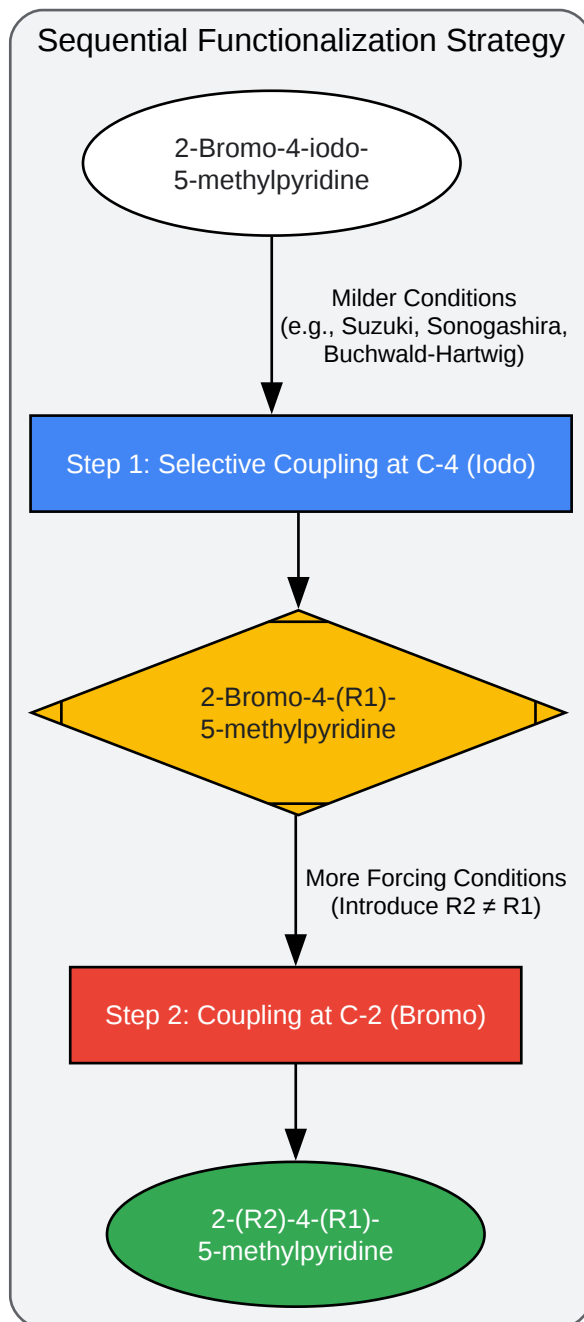 Sequential Functionalization Strategy
2-Bromo-4-iodo-
5-methylpyridine
Milder Conditions
(e.g., Suzuki, Sonogashira,
Buchwald-Hartwig)
Step 1: Selective Coupling at C-4 (Iodo)
2-Bromo-4-(R1)-
5-methylpyridine
More Forcing Conditions
(Introduce R2 ≠ R1)
Step 2: Coupling at C-2 (Bromo)
2-(R2)-4-(R1)-
5-methylpyridine